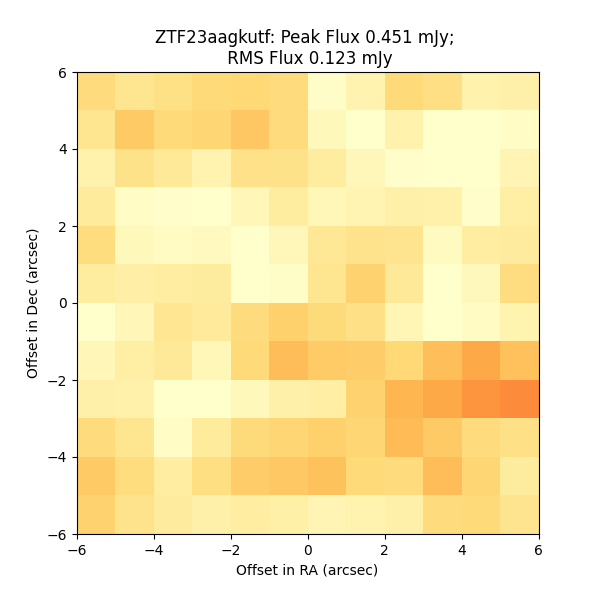 ZTF23aagkutf: Peak Flux 0.451 mJy;
RMS Flux 0.123 mJy
6
4
2
0
−2
−4
−6
Offset in Dec (arcsec)
−6 −4 −2 0 2 4 6
Offset in RA (arcsec)